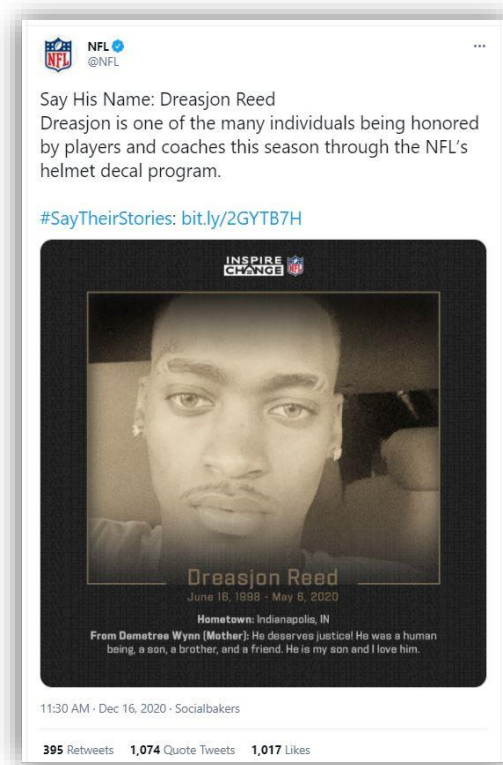 NFL
@NFL
Say His Name: Dreasjon Reed
Dreasjon is one of the many individuals being honored
by players and coaches this season through the NFL's
helmet decal program.
#SayTheirStories: bit.ly/2GYTB7H
INSPIRE
CHANGE
NFL
Dreasjon Reed
June 16, 1998 - May 6, 2020
Hometown: Indianapolis, IN
From Demetree Wynn (Mother): He deserves justice! He was a human
being, a son, a brother, and a friend. He is my son and I love him.
11:30 AM · Dec 16, 2020 · Socialbakers
395 Retweets 1,074 Quote Tweets 1,017 Likes